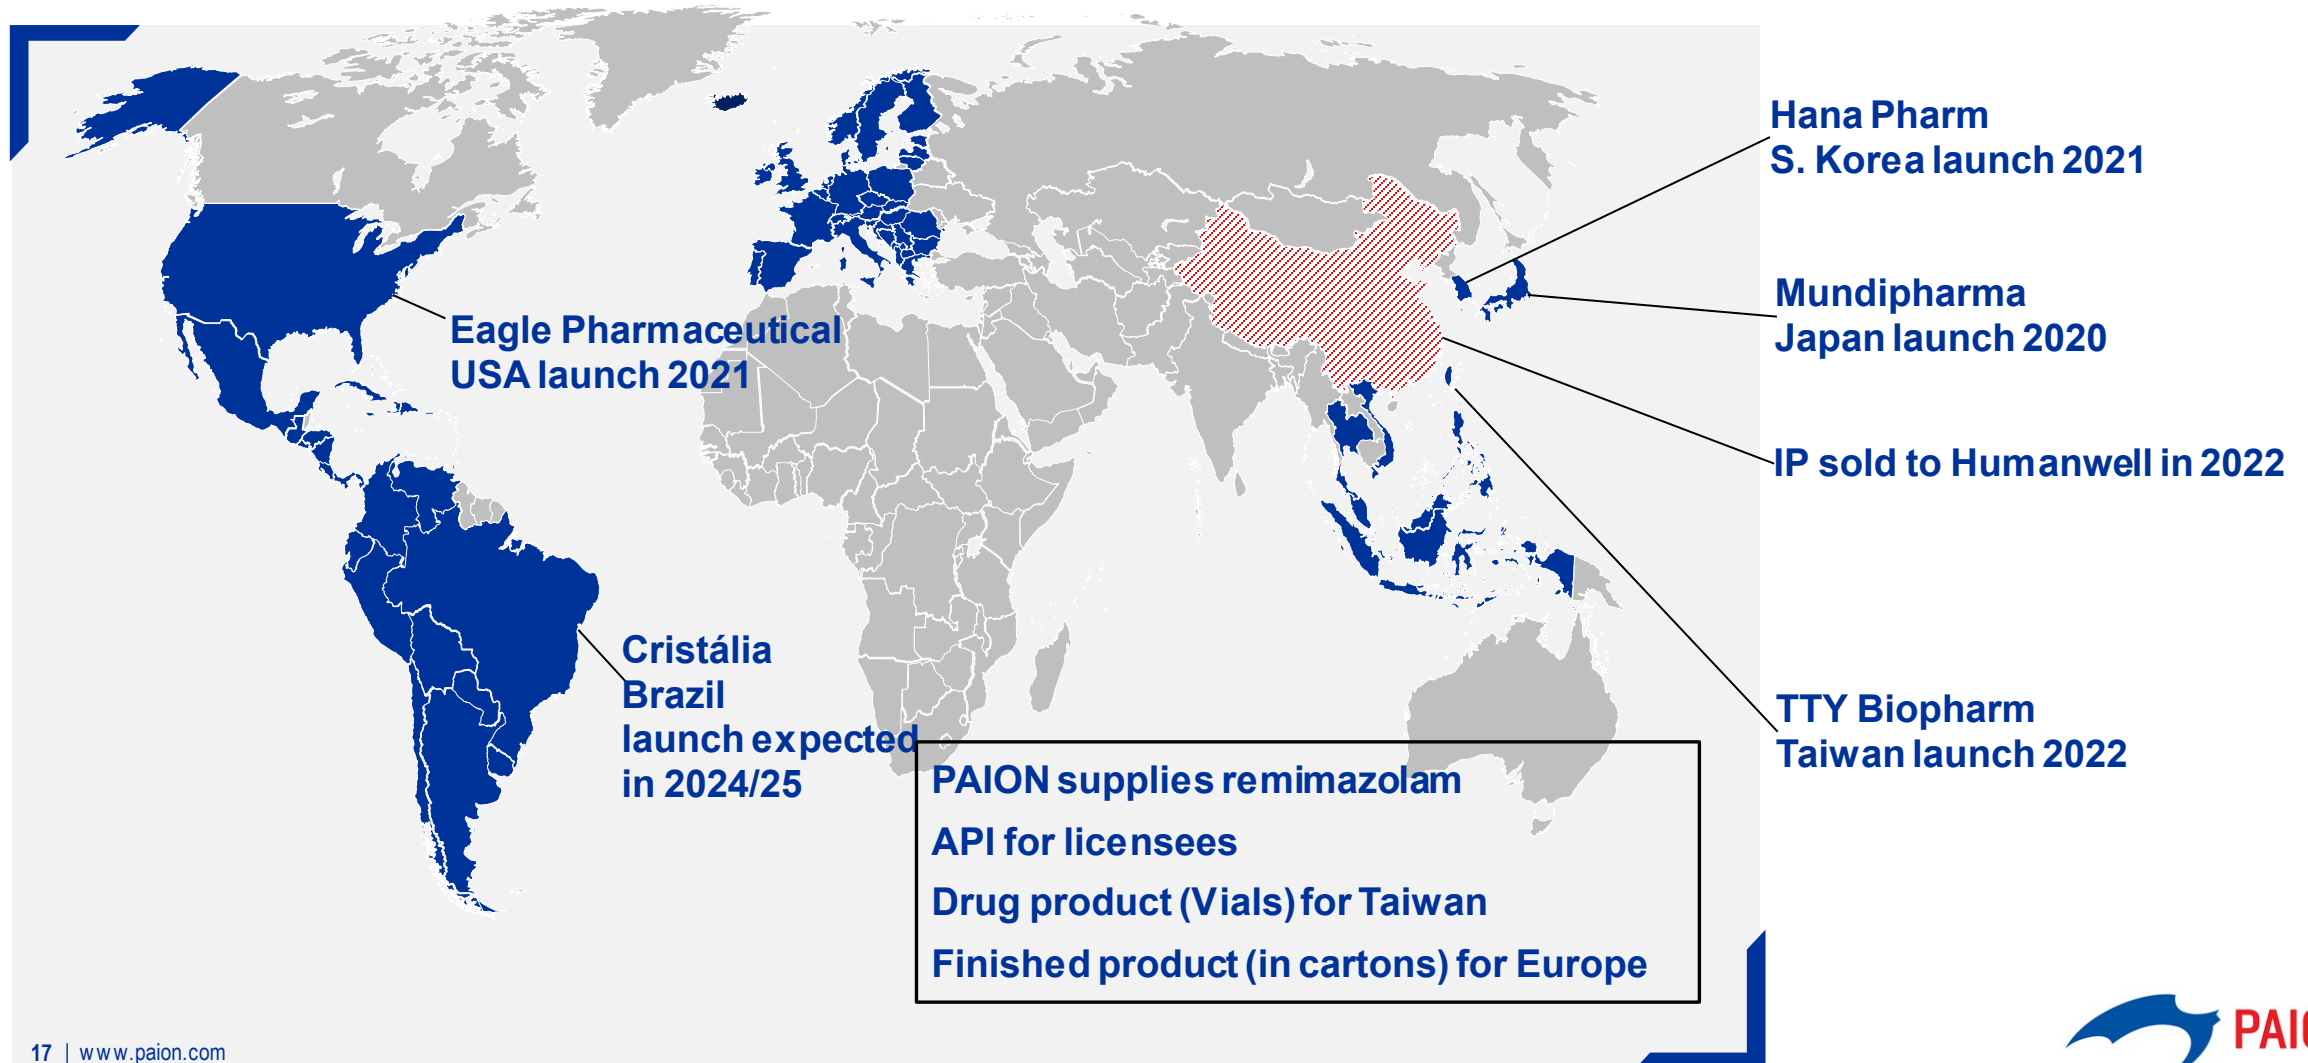 Hana Pharm
S. Korea launch 2021
Mundipharma
Japan launch 2020
Eagle Pharmaceutical
USA launch 2021
IP sold to Humanwell in 2022
Cristália
Brazil
launch expected
in 2024/25
TTY Biopharm
Taiwan launch 2022
PAION supplies remimazolam
API for licensees
Drug product (Vials) for Taiwan
Finished product (in cartons) for Europe
17 | www.paion.com
PAIO